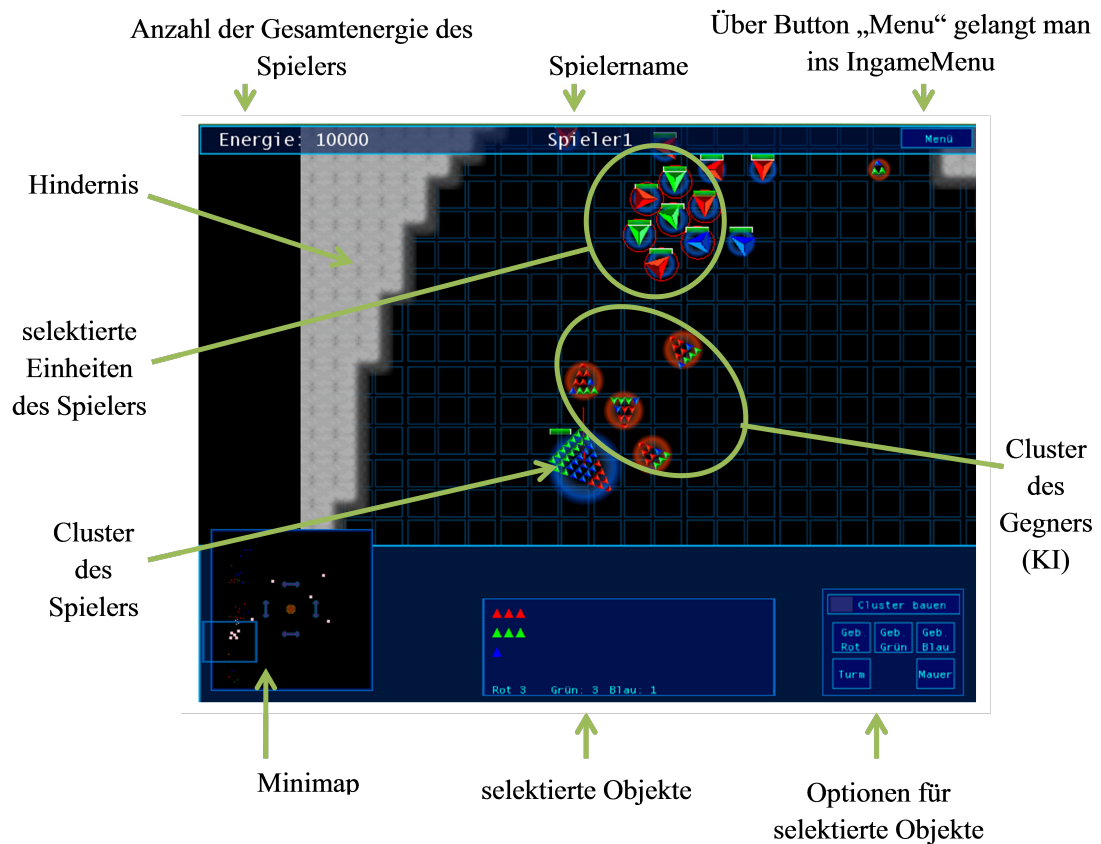 Anzahl der Gesamtenergie des
Spielers
Spielername
Über Button „Menu“ gelangt man
ins IngameMenu
Energie: 10000
Spieler1
Menü
Hindernis
selektierte
Einheiten
des Spielers
Cluster
des
Gegners
(KI)
Cluster
des
Spielers
Cluster bauen
Geb.
Rot
Geb.
Grün
Geb.
Blau
Turm
Mauer
Rot 3 Grün: 3 Blau: 1
Minimap
selektierte Objekte
Optionen für
selektierte Objekte